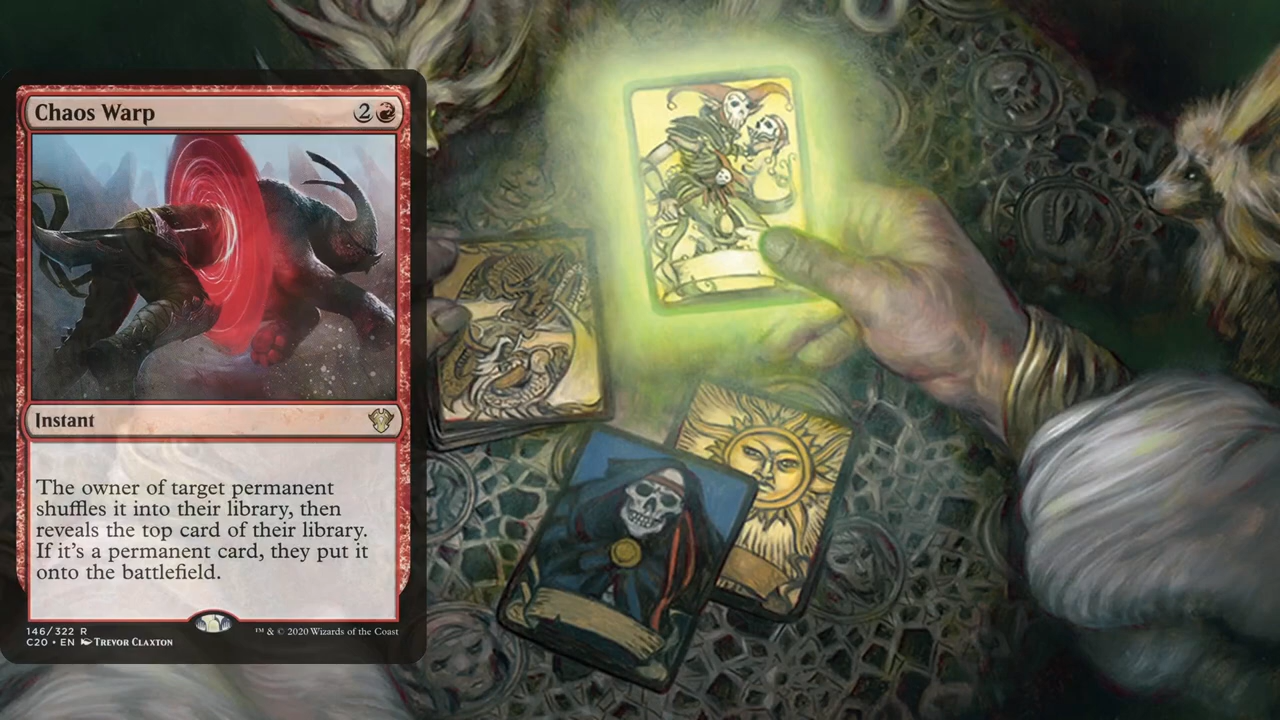 Chaos Warp 2
Instant
The owner of target permanent
shuffles it into their library, then
reveals the top card of their library.
If it's a permanent card, they put it
onto the battlefield.
146/322 R
C20 • EN Trevor Claxton
™ & © 2020 Wizards of the Coast